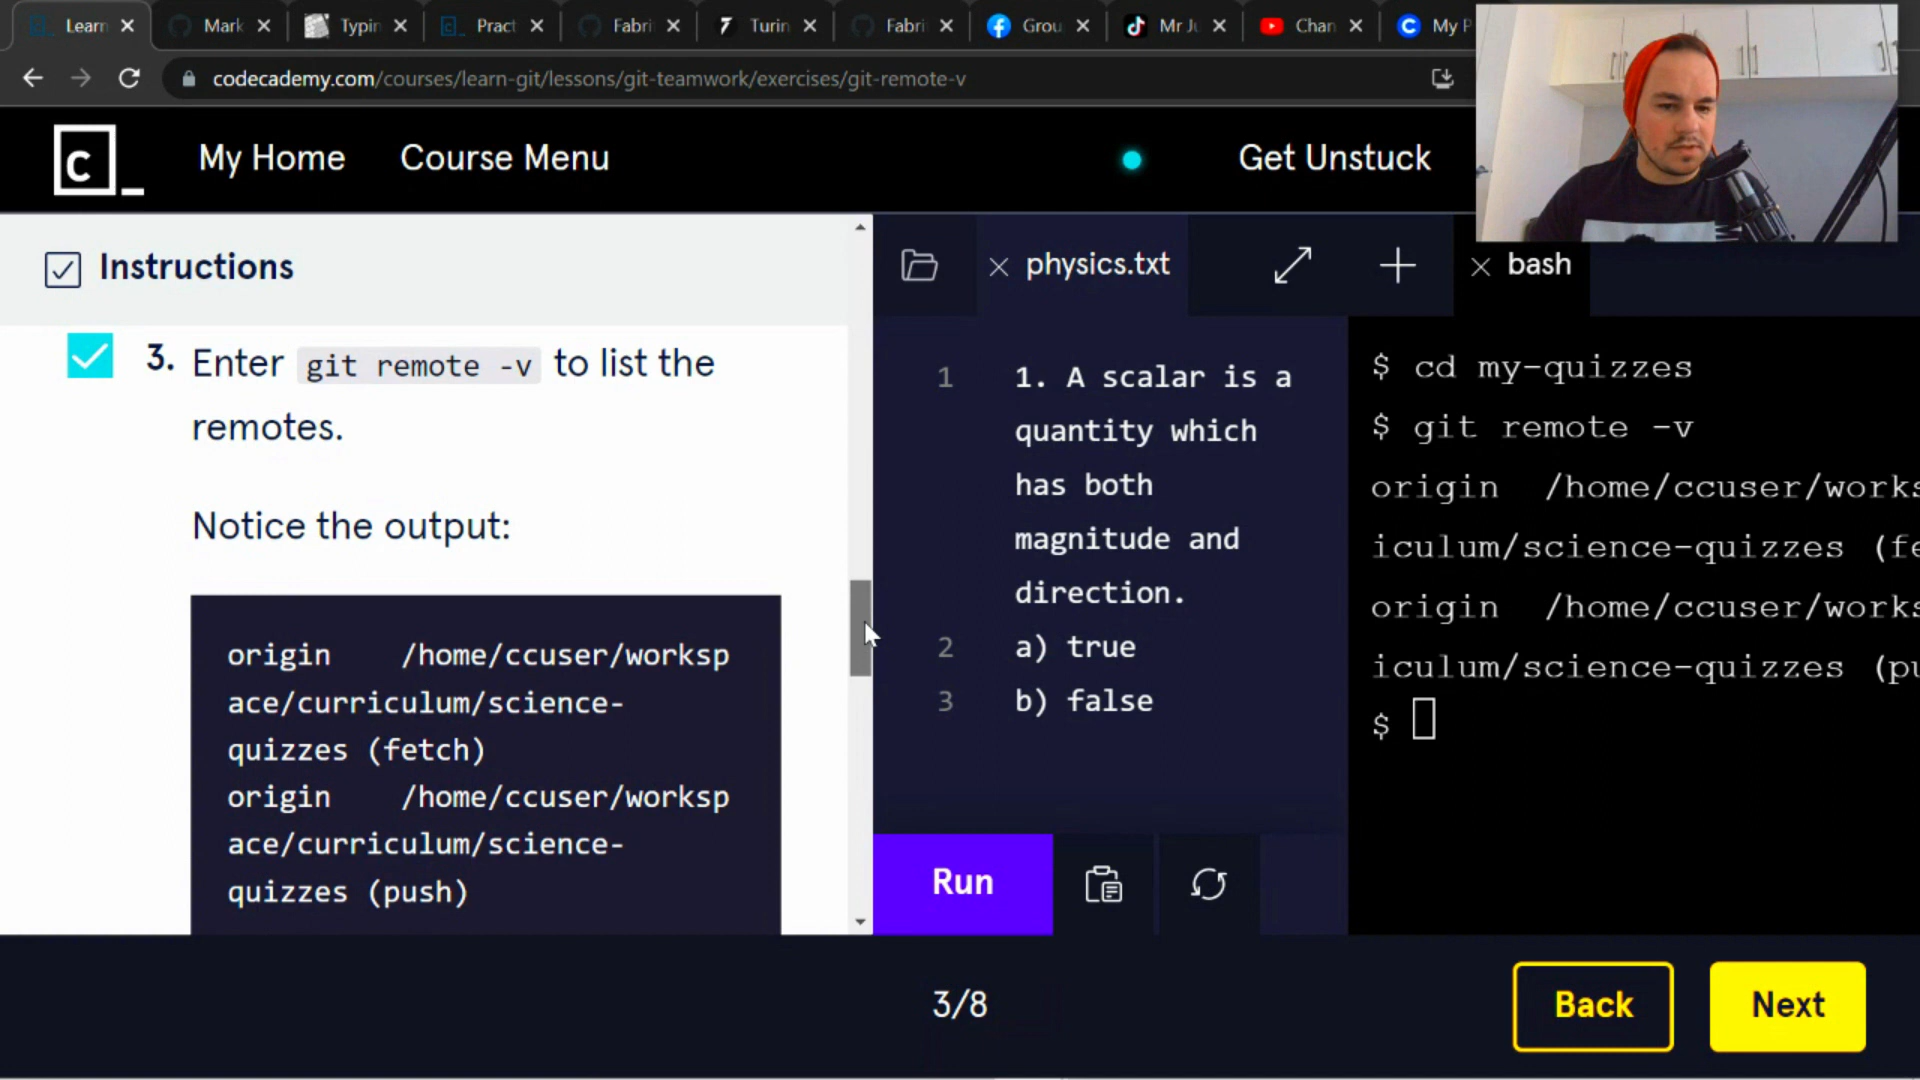 Learn
Mark
Typin
Pract
Fabri
Turin
Fabri
Grou
Mr Ju
Chan
My P
codecademy.com/courses/learn-git/lessons/git-teamwork/exercises/git-remote-v
c_ My Home Course Menu Get Unstuck
Instructions
physics.txt
bash
3. Enter git remote -v to list the
remotes.
Notice the output:
origin /home/ccuser/worksp
ace/curriculum/science-
quizzes (fetch)
origin /home/ccuser/worksp
ace/curriculum/science-
quizzes (push)
1 1. A scalar is a
quantity which
has both
magnitude and
direction.
2 a) true
3 b) false
$ cd my-quizzes
$ git remote -v
origin /home/ccuser/works
iculum/science-quizzes (fe
origin /home/ccuser/works
iculum/science-quizzes (pu
$
Run
3/8
Back
Next